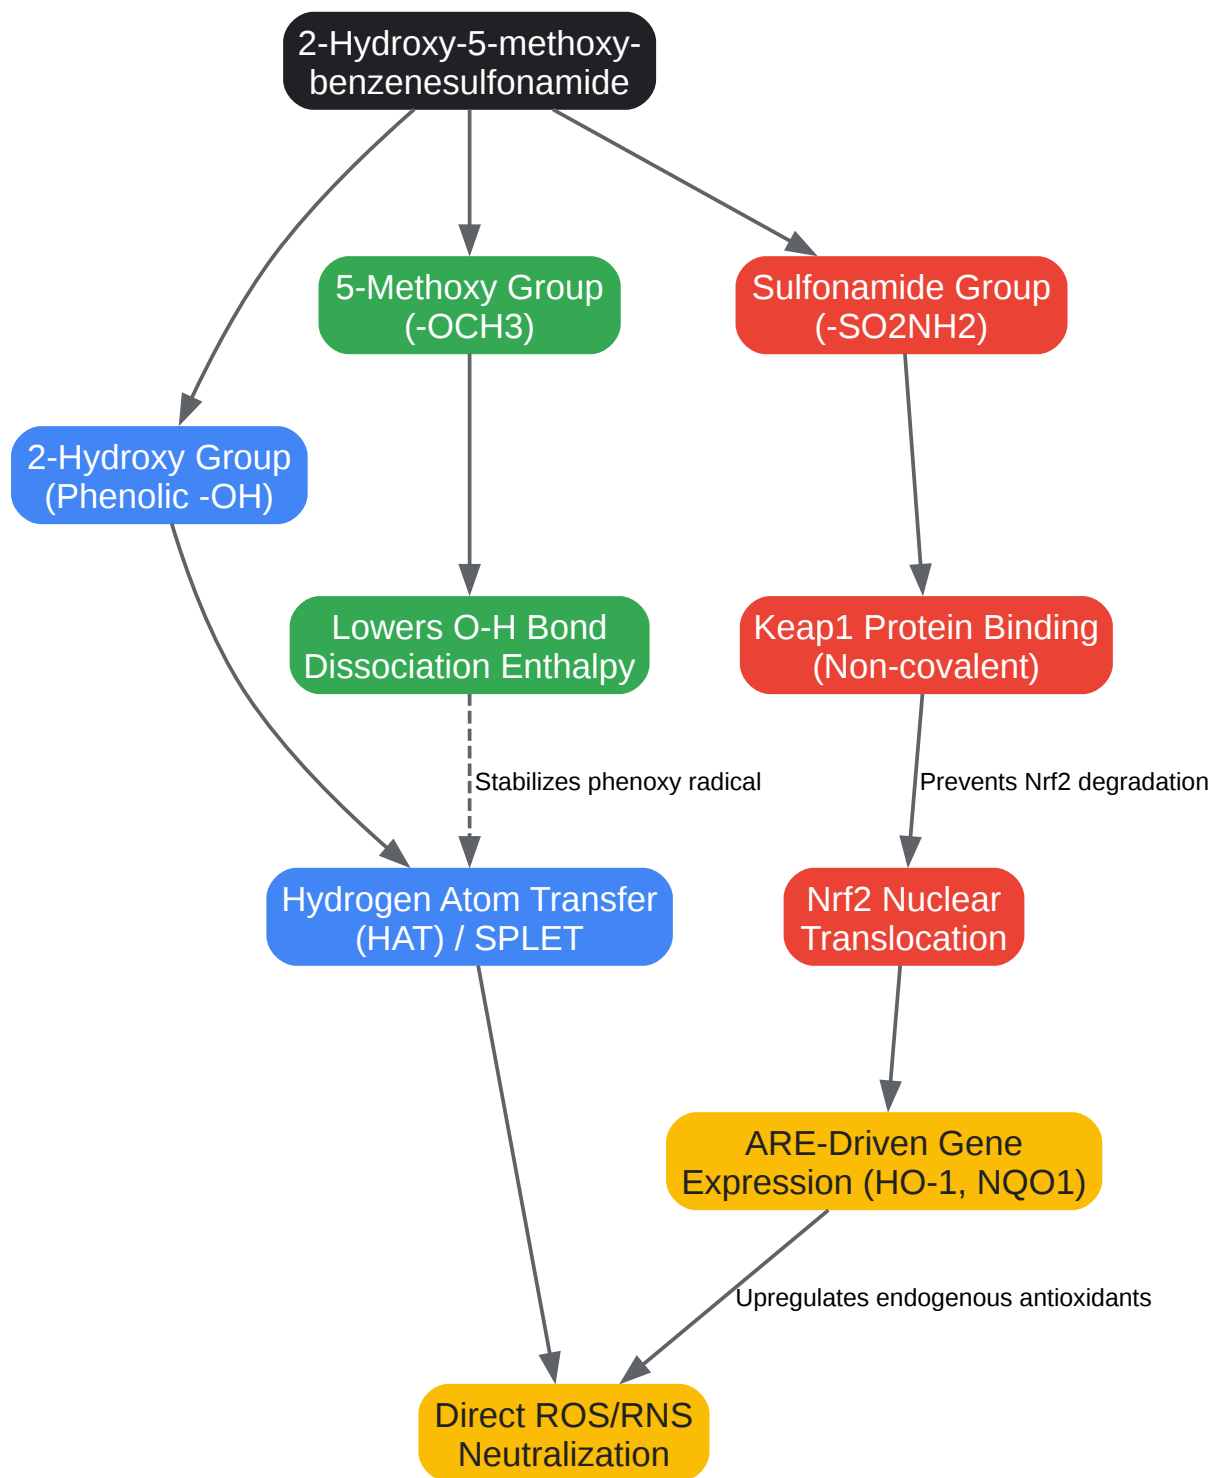 2-Hydroxy-5-methoxy-
benzenesulfonamide
5-Methoxy Group
(-OCH3)
Sulfonamide Group
(-SO2NH2)
2-Hydroxy Group
(Phenolic -OH)
Lowers O-H Bond
Dissociation Enthalpy
Keap1 Protein Binding
(Non-covalent)
Stabilizes phenoxy radical
Prevents Nrf2 degradation
Hydrogen Atom Transfer
(HAT) / SPLET
Nrf2 Nuclear
Translocation
ARE-Driven Gene
Expression (HO-1, NQO1)
Upregulates endogenous antioxidants
Direct ROS/RNS
Neutralization